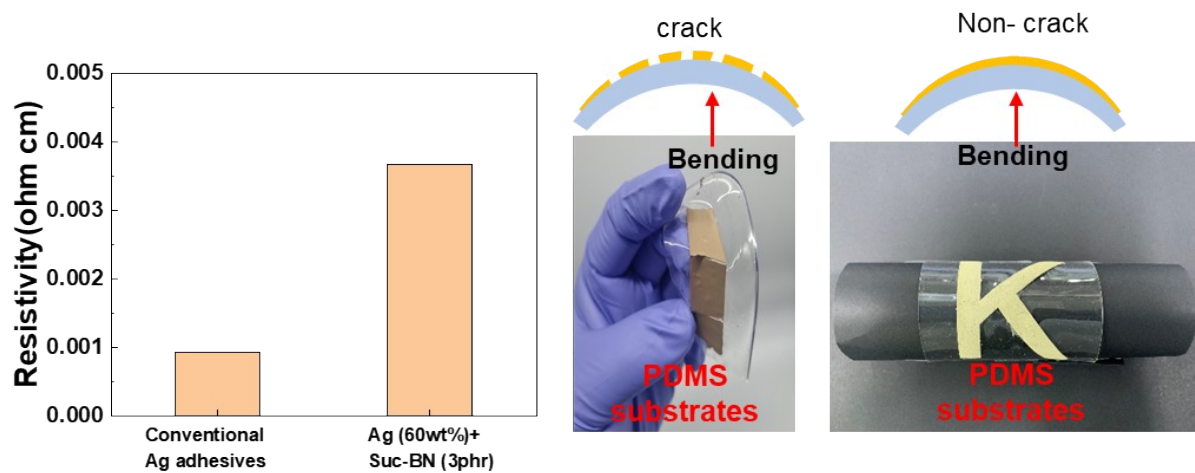 Resistivity(ohm cm)
0.005
0.004
0.003
0.002
0.001
0.000
Conventional
Ag adhesives
Ag (60wt%)+
Suc-BN (3phr)
crack
Bending
PDMS
substrates
Non- crack
Bending
K
PDMS
substrates